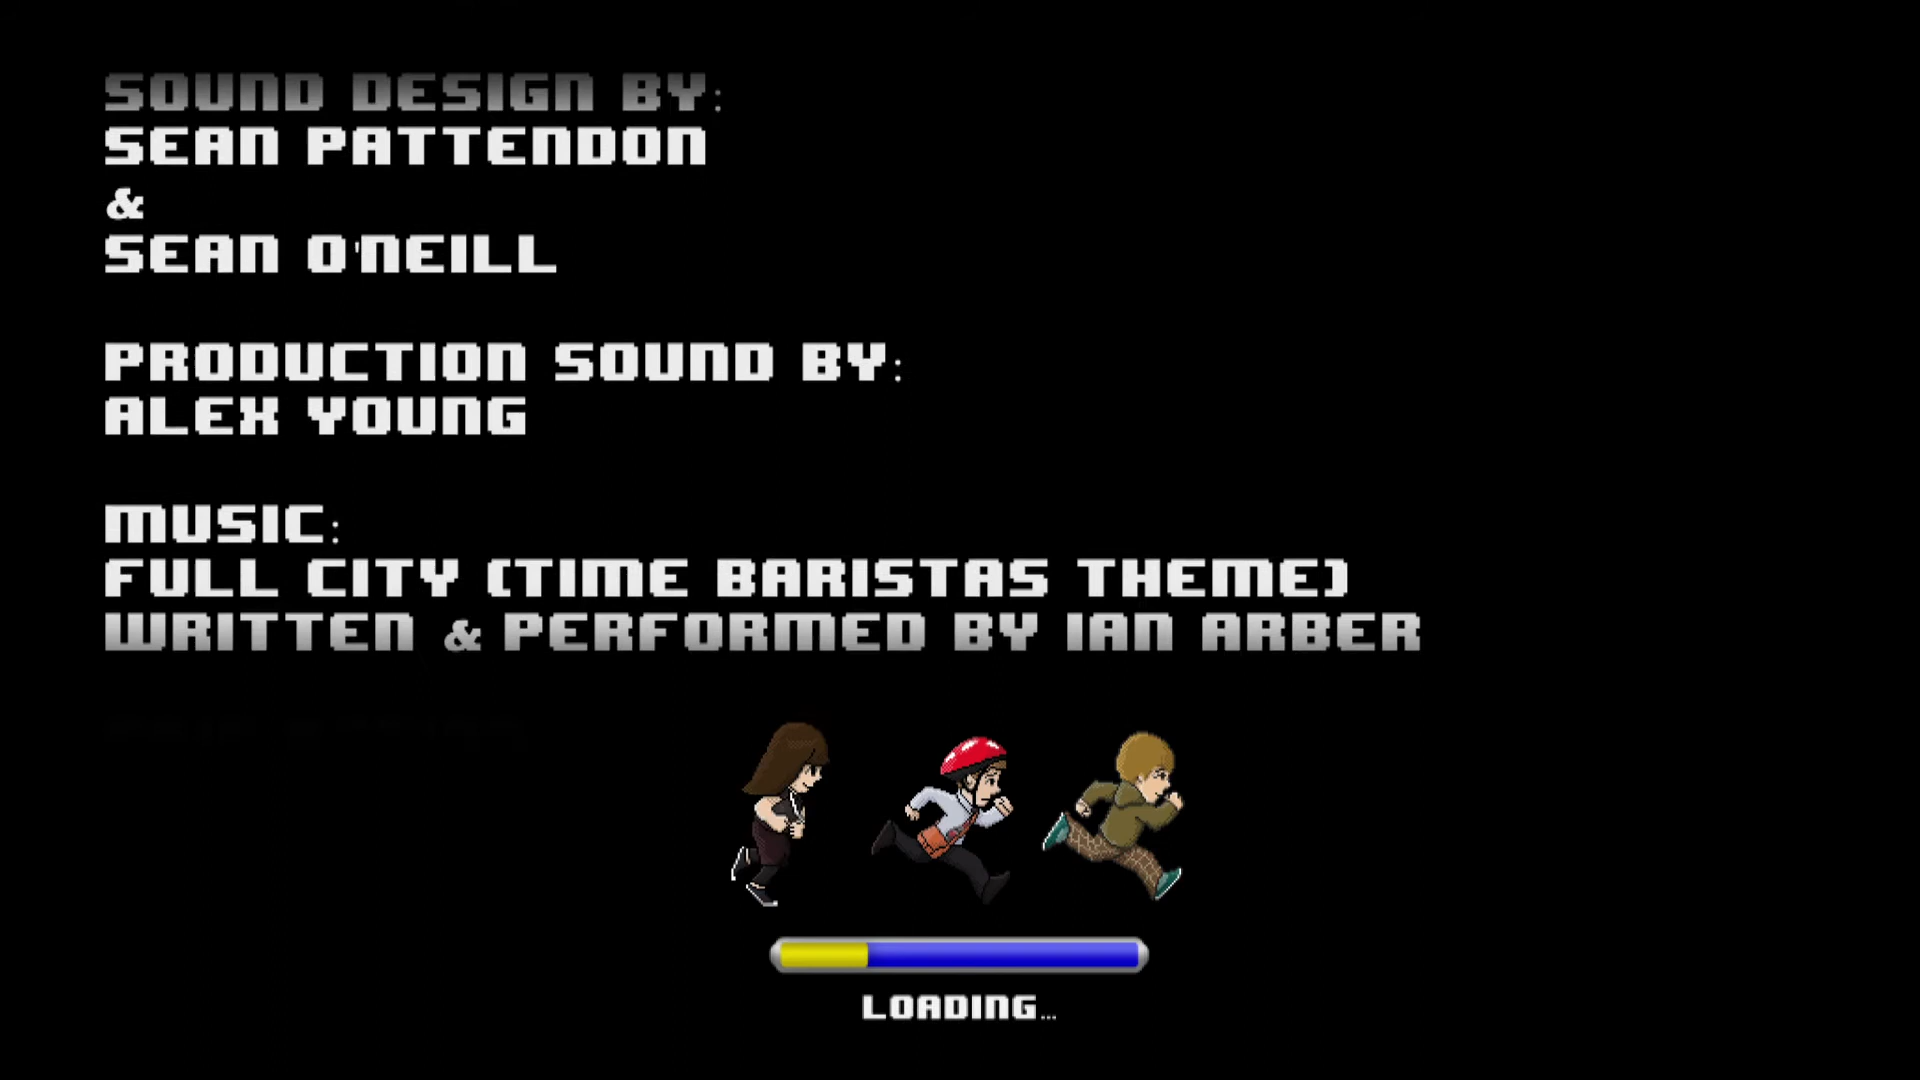 SOUND DESIGN BY:
SEAN PATTENDON
&
SEAN O'NEILL
PRODUCTION SOUND BY:
ALEX YOUNG
MUSIC:
FULL CITY (TIME BARISTAS THEME)
WRITTEN & PERFORMED BY IAN ARBER
LOADING...